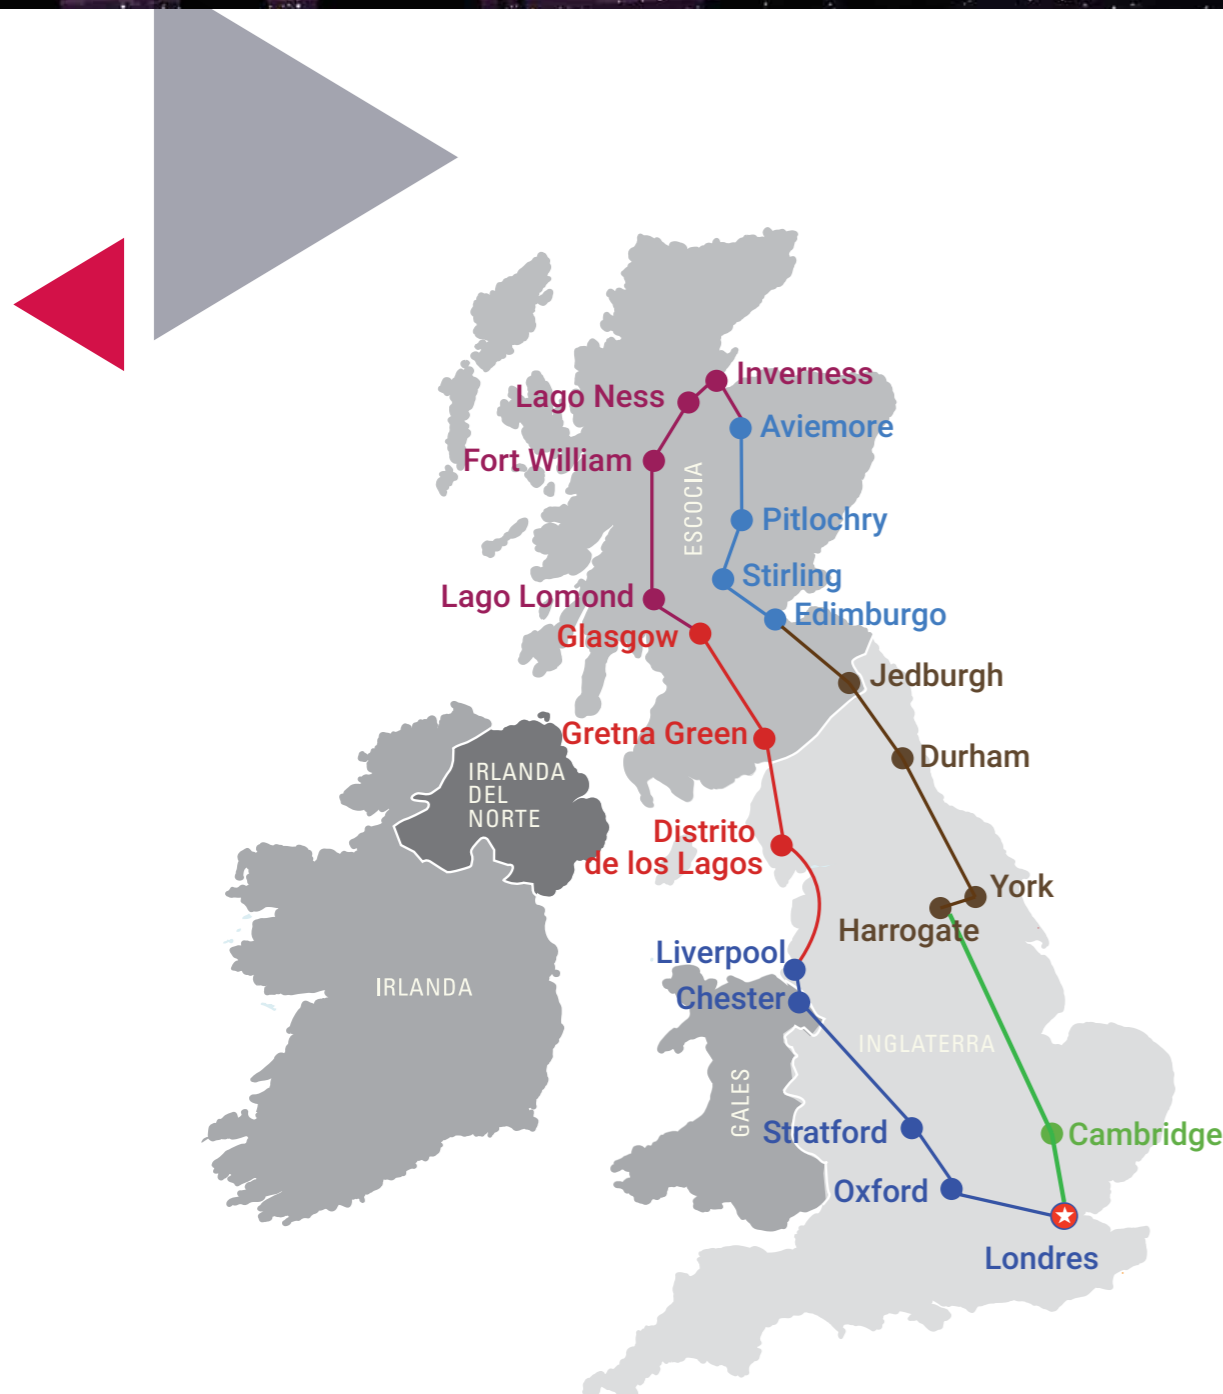 Inverness
Lago Ness
Aviemore
Fort William
ESCOCIA
Pitlochry
Stirling
Lago Lomond
Edimburgo
Glasgow
Jedburgh
Gretna Green
Durham
IRLANDA
DEL
NORTE
Distrito
de los Lagos
York
Harrogate
Liverpool
IRLANDA
Chester
INGLATERRA
GALES
Stratford
Cambridge
Oxford
Londres